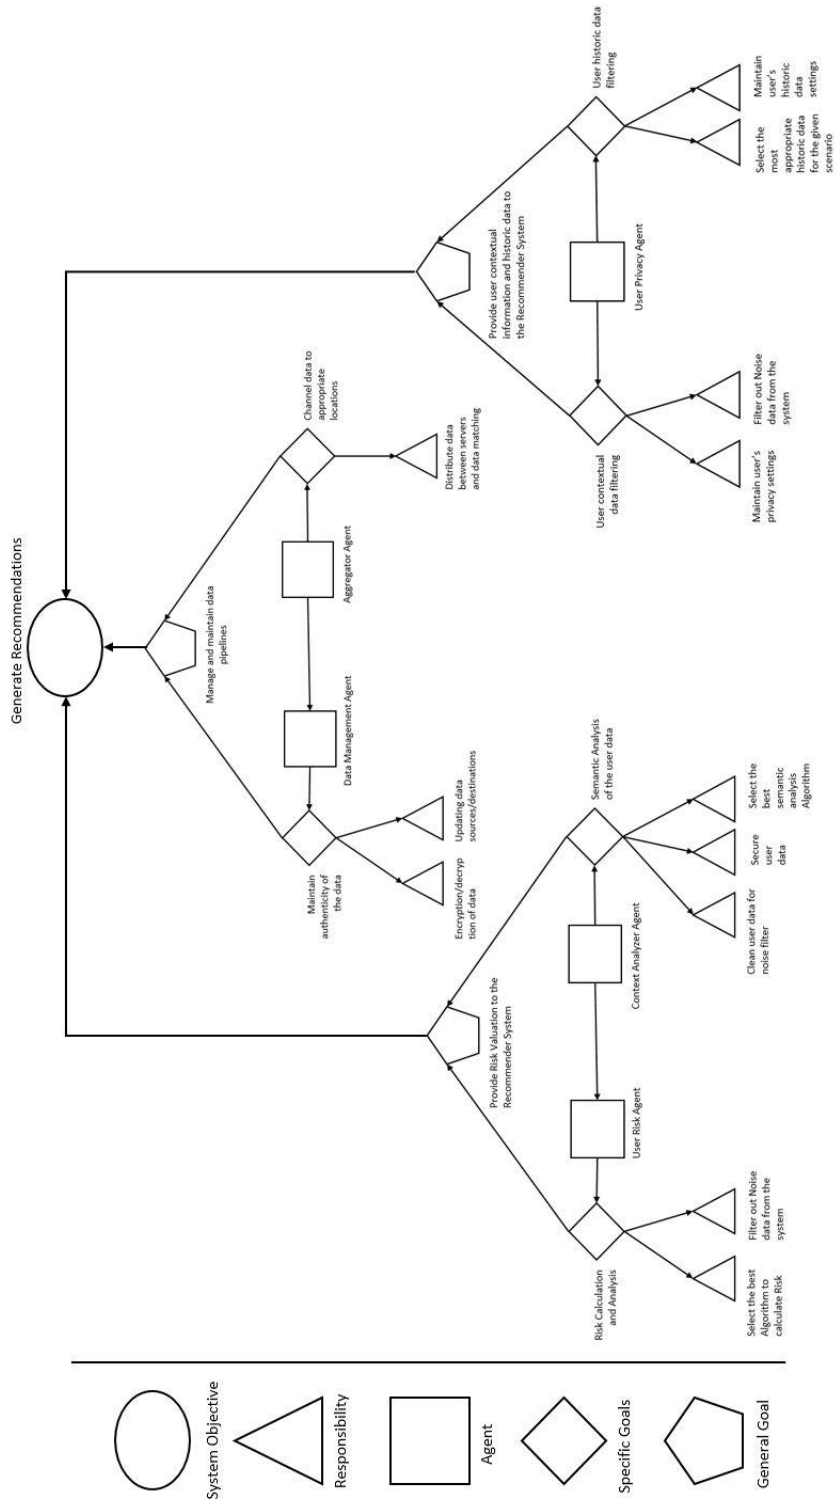 Generate Recommendations
Manage and maintain data
pipelines
Data Management Agent
Aggregator Agent
Maintain
authenticity of
the data
Channel data to
appropriate
locations
Encryption/decryp
tion of data
Updating data
sources/destinations
Distribute data
between servers
and data matching
Provide Risk Valuation to the
Recommender System
Provide user contextual
information and historic data to
the Recommender System
Risk Calculation
and Analysis
User Risk Agent
Context Analyzer Agent
Semantic Analysis
of the user data
User contextual
data filtering
User Privacy Agent
User historic data
filtering
Select the best
Algorithm to
calculate Risk
Filter out Noise
data from the
system
Clean user data for
noise filter
Secure
user
data
Select the
best
semantic
analysis
Algorithm
Maintain user's
privacy settings
Filter out Noise
data from the
system
Select the
most
appropriate
historic data
for the given
scenario
Maintain
user's
historic
data
settings
System Objective
Responsibility
Agent
Specific Goals
General Goal